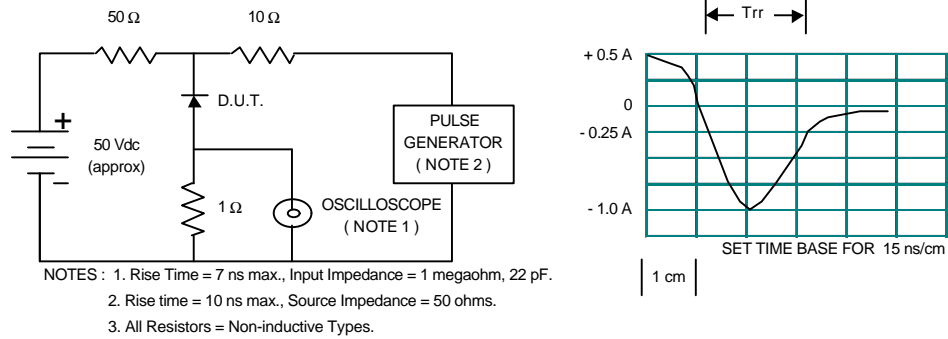 50 Ω
10 Ω
D.U.T.
+
50 Vdc
(approx)
−
1 Ω
PULSE
GENERATOR
( NOTE 2 )
OSCILLOSCOPE
( NOTE 1 )
NOTES : 1. Rise Time = 7 ns max., Input Impedance = 1 megaohm, 22 pF.
2. Rise time = 10 ns max., Source Impedance = 50 ohms.
3. All Resistors = Non-inductive Types.
Trr
+ 0.5 A
0
- 0.25 A
- 1.0 A
SET TIME BASE FOR 15 ns/cm
1 cm